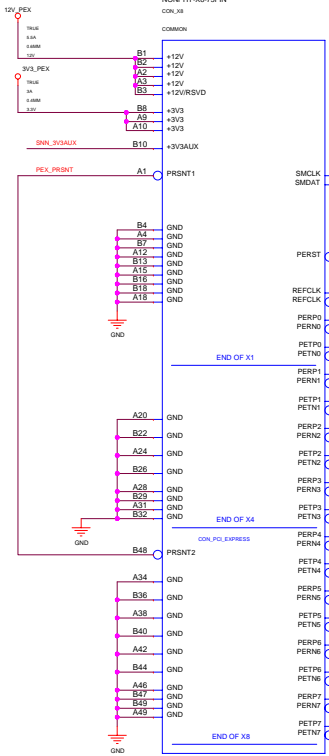 NONPHY-X8-75PIN
CON_X8
COMMON
12V_PEX
TRUE
5.5A
0.6MM
12V
3V3_PEX
TRUE
3A
0.4MM
3.3V
B1 +12V
B2 +12V
A2 +12V
A3 +12V
B3 +12V/RSVD
B8 +3V3
A9 +3V3
A10 +3V3
SNN_3V3AUX B10 +3V3AUX
PEX_PRSNT A1 PRSNT1 SMCLK
SMDAT
B4 GND
A4 GND
B7 GND PERST
A12 GND
B13 GND
A15 GND
B16 GND
B18 GND REFCLK
A18 GND REFCLK
PERP0
PERN0
GND
PETP0
END OF X1 PETN0
PERP1
PERN1
PETP1
PETN1
A20 GND
PERP2
B22 GND PERN2
A24 GND PETP2
PETN2
B26 GND
PERP3
A28 GND PERN3
B29 GND
A31 GND PETP3
B32 GND END OF X4 PETN3
PERP4
GND CON_PCI_EXPRESS PERN4
B48 PRSNT2
PETP4
PETN4
A34 GND
PERP5
B36 GND PERN5
A38 GND PETP5
PETN5
B40 GND
PERP6
A42 GND PERN6
B44 GND PETP6
PETN6
A46 GND
B47 GND PERP7
B49 GND PERN7
A49 GND
PETP7
END OF X8 PETN7
GND